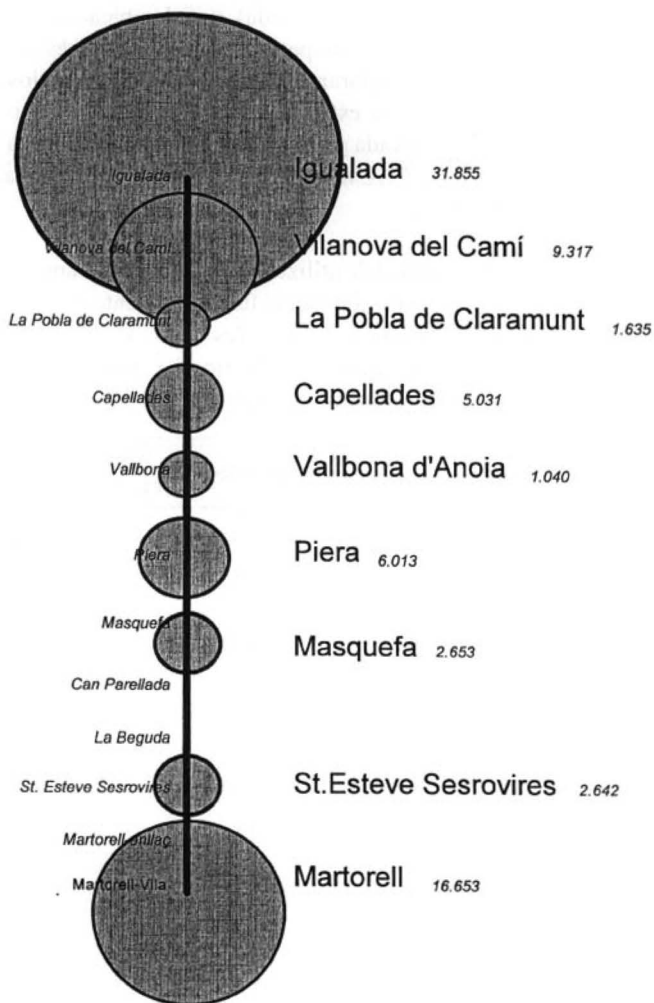 Igualada Igualada 31.855
Vilanova del Camí Vilanova del Camí 9.317
La Pobla de Claramunt La Pobla de Claramunt 1.635
Capellades Capellades 5.031
Vallbona Vallbona d'Anoia 1.040
Piera Piera 6.013
Masquefa
Masquefa 2.653
Can Parellada
La Beguda
St. Esteve Sesrovires St.Esteve Sesrovires 2.642
Martorell-enllaç
Martorell-Vila Martorell 16.653